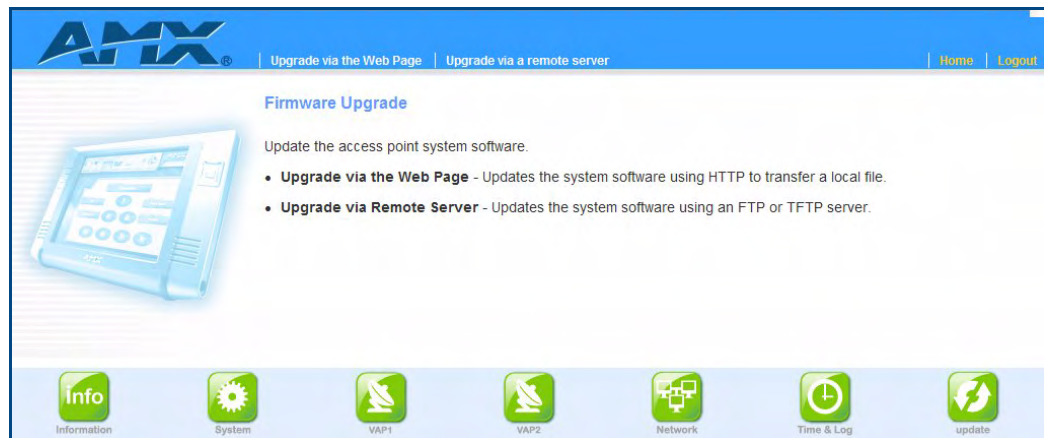 AMX®
Upgrade via the Web Page | Upgrade via a remote server | Home | Logout
Firmware Upgrade
Update the access point system software.
• Upgrade via the Web Page - Updates the system software using HTTP to transfer a local file.
• Upgrade via Remote Server - Updates the system software using an FTP or TFTP server.
info
Information
System
VAP1
VAP2
Network
Time & Log
update